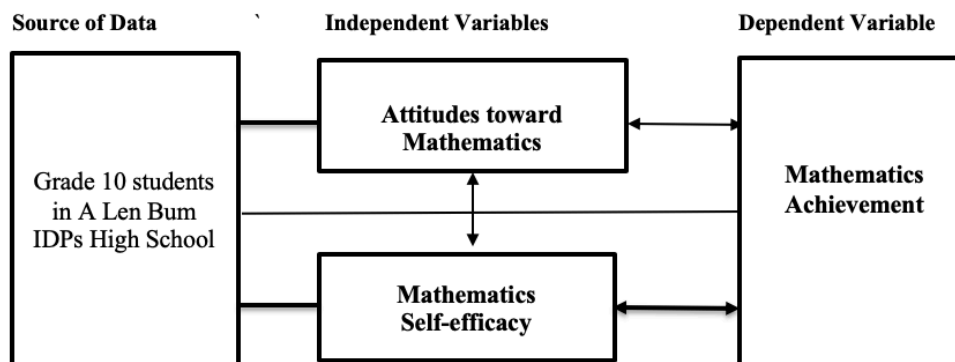 Source of Data ` Independent Variables Dependent Variable
Grade 10 students
in A Len Bum
IDPs High School
Attitudes toward
Mathematics
Mathematics
Self-efficacy
Mathematics
Achievement